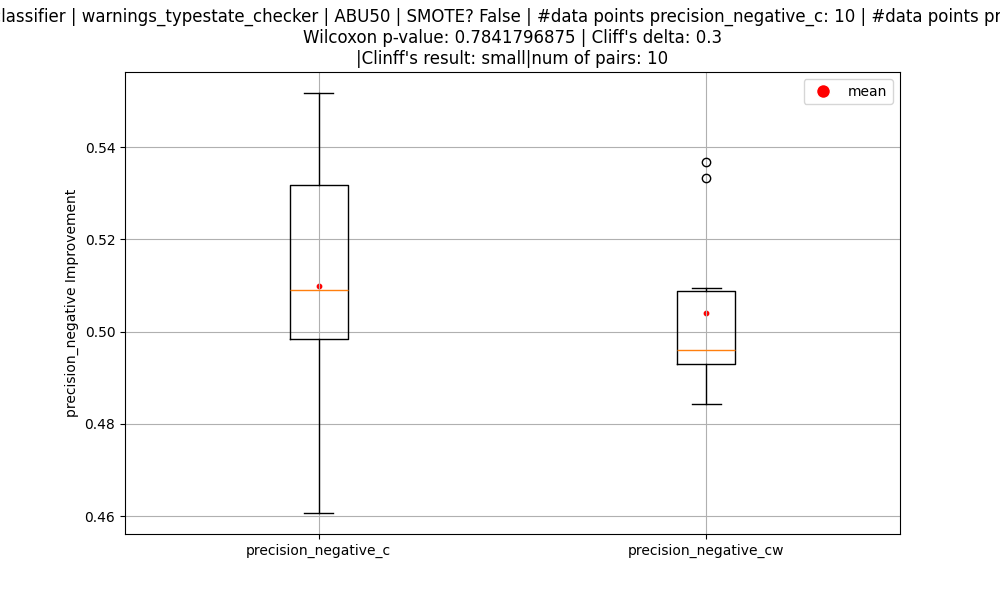 lassifier | warnings_typestate_checker | ABU50 | SMOTE? False | #data points precision_negative_c: 10 | #data points pr
Wilcoxon p-value: 0.7841796875 | Cliff's delta: 0.3
|Clinff's result: small|num of pairs: 10
mean
precision_negative Improvement
0.54
0.52
0.50
0.48
0.46
precision_negative_c
precision_negative_cw